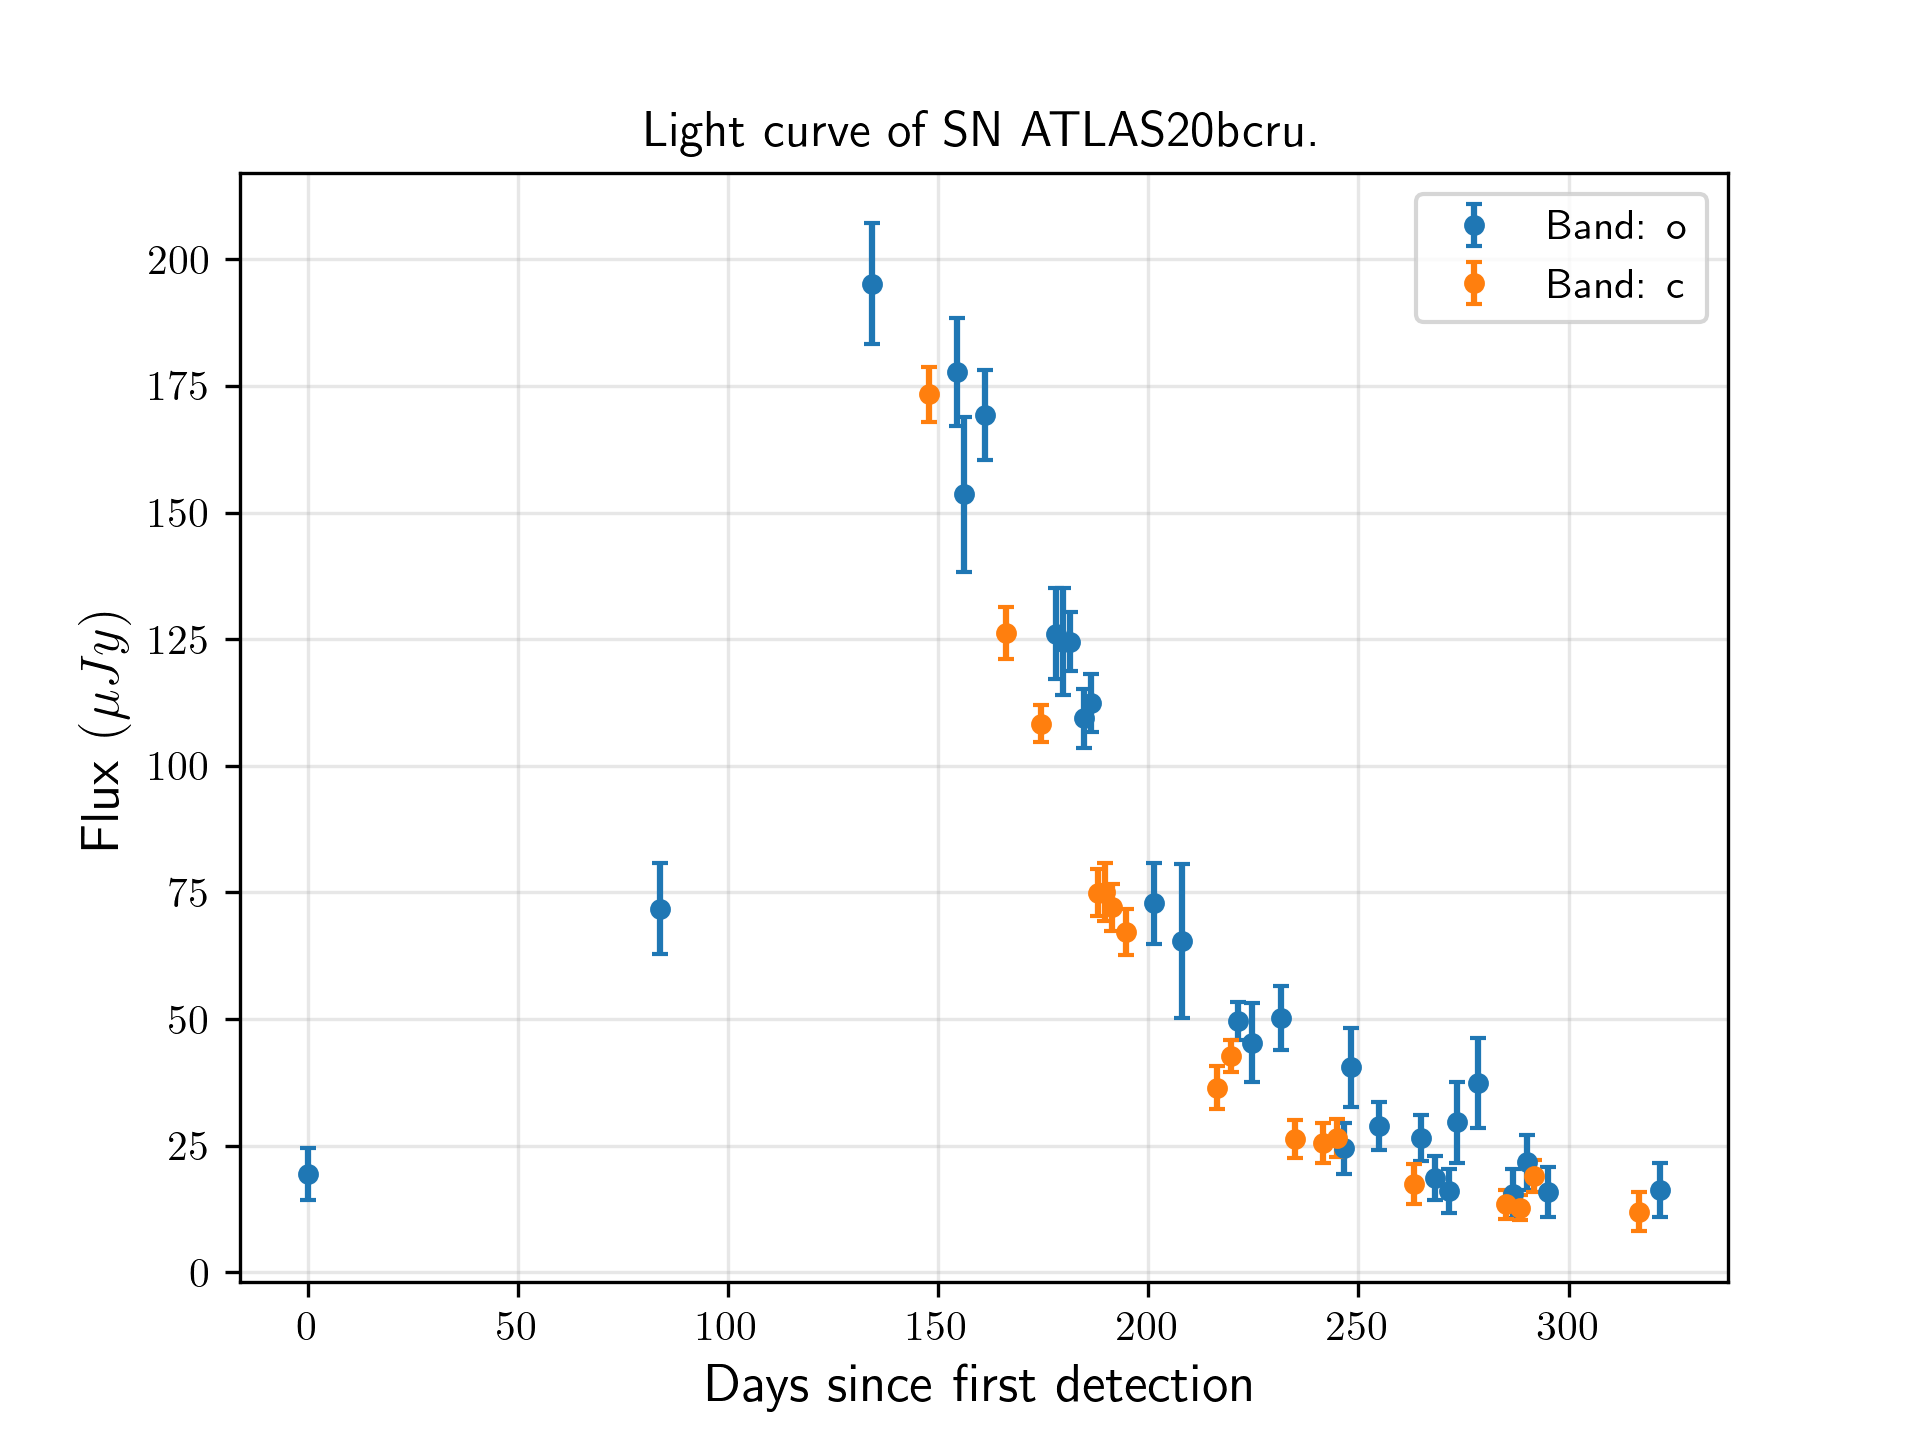 Light curve of SN ATLAS20bcru.
Band: o
Band: c
200
175
150
125
100
75
50
25
0
Flux (μJy)
0 50 100 150 200 250 300
Days since first detection